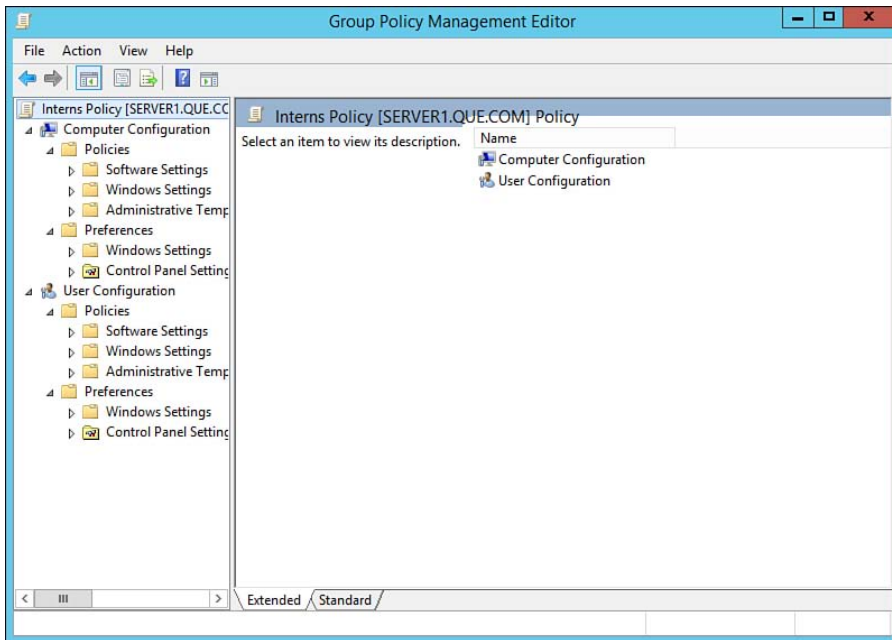 Group Policy Management Editor
File Action View Help
Interns Policy [SERVER1.QUE.CC
Computer Configuration
Policies
Software Settings
Windows Settings
Administrative Temp
Preferences
Windows Settings
Control Panel Setting
User Configuration
Policies
Software Settings
Windows Settings
Administrative Temp
Preferences
Windows Settings
Control Panel Setting
Interns Policy [SERVER1.QUE.COM] Policy
Select an item to view its description.
Name
Computer Configuration
User Configuration
Extended Standard